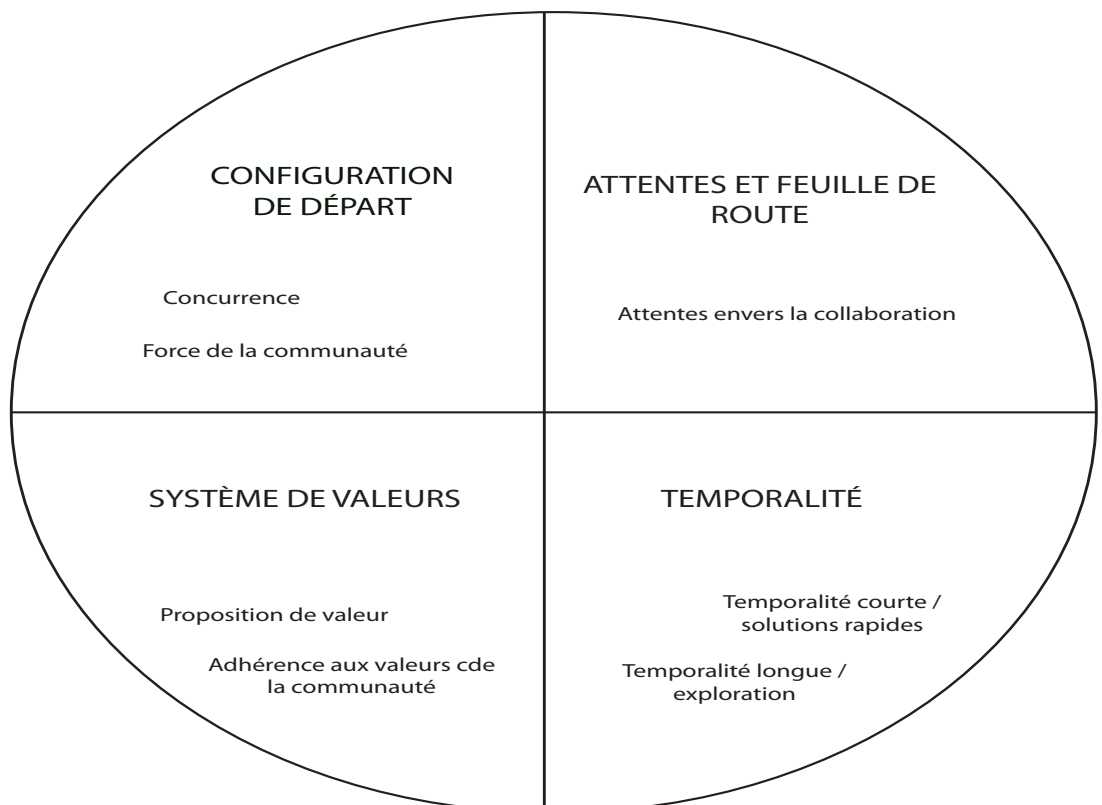 CONFIGURATION
DE DÉPART
Concurrence
Force de la communauté
ATTENTES ET FEUILLE DE
ROUTE
Attentes envers la collaboration
SYSTÈME DE VALEURS
Proposition de valeur
Adhérence aux valeurs cde
la communauté
TEMPORALITÉ
Temporalité courte /
solutions rapides
Temporalité longue /
exploration